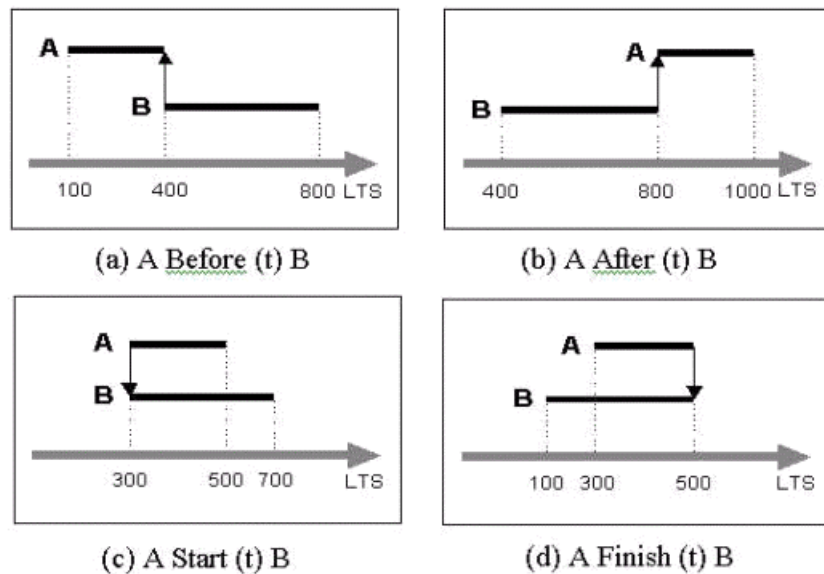 A
B
100 400 800 LTS
(a) A Before (t) B
A
B
400 800 1000 LTS
(b) A After (t) B
A
B
300 500 700 LTS
(c) A Start (t) B
A
B
100 300 500 LTS
(d) A Finish (t) B